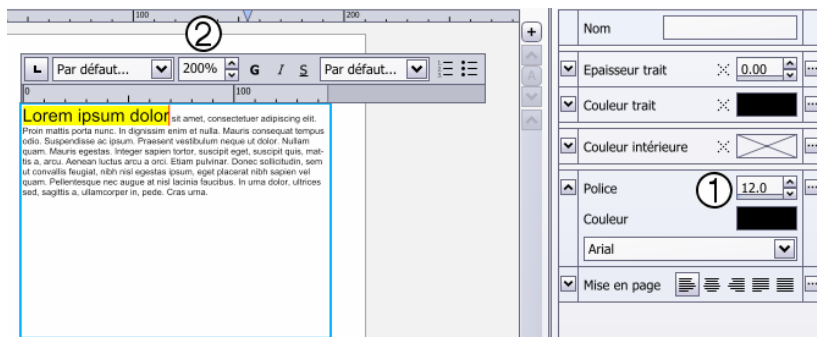 100
200
②
L Par défaut... 200% G I S Par défaut...
0
100
Lorem ipsum dolor sit amet, consectetuer adipiscing elit.
Proin mattis porta nunc. In dignissim enim et nulla. Mauris consequat tempus
odio. Suspendisse ac ipsum. Praesent vestibulum neque ut dolor. Nullam
quam. Mauris egestas. Integer sapien tortor, suscipit eget, suscipit quis, mat-
tis a, arcu. Aenean luctus arcu a orci. Etiam pulvinar. Donec sollicitudin, sem
ut convallis feugiat, nibh nisl egestas ipsum, eget placerat nibh sapien vel
quam. Pellentesque nec augue at nisl lacinia faucibus. In urna dolor, ultrices
sed, sagittis a, ullamcorper in, pede. Cras urna.
+
A
Nom
Epaisseur trait 0.00
Couleur trait
Couleur intérieure
Police ① 12.0
Couleur
Arial
Mise en page